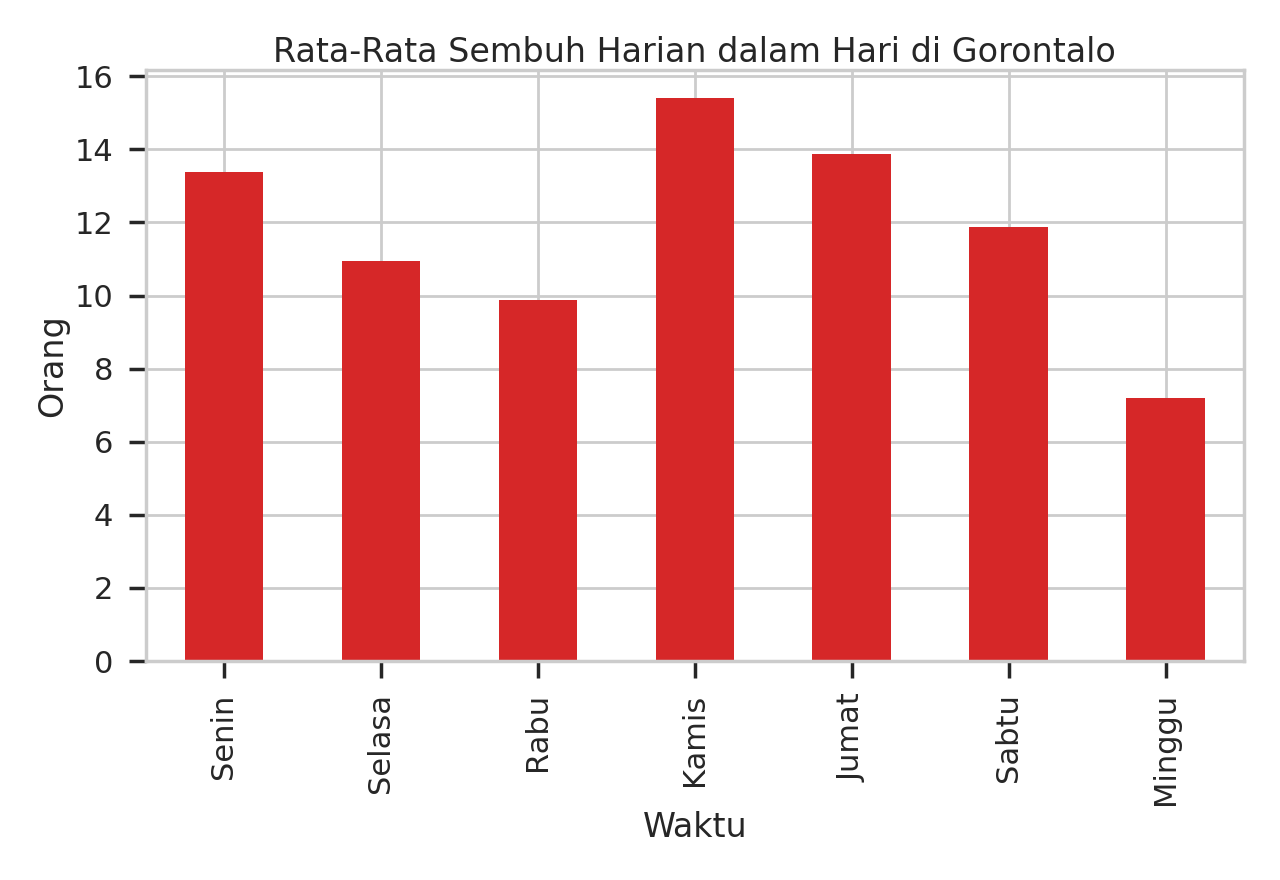 Rata-Rata Sembuh Harian dalam Hari di Gorontalo
16
14
12
10
8
6
4
2
0
Orang
Senin
Selasa
Rabu
Kamis
Jumat
Sabtu
Minggu
Waktu